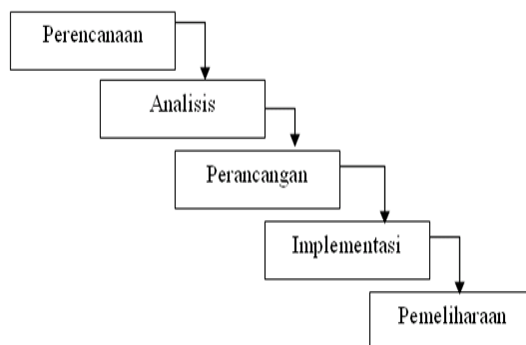 Perencanaan
Analisis
Perancangan
Implementasi
Pemeliharaan